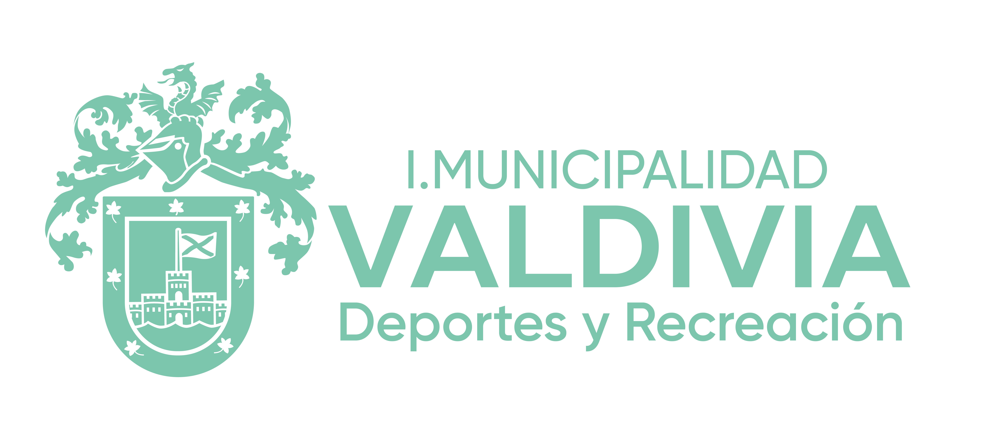 I.MUNICIPALIDAD
VALDIVIA
Deportes y Recreación